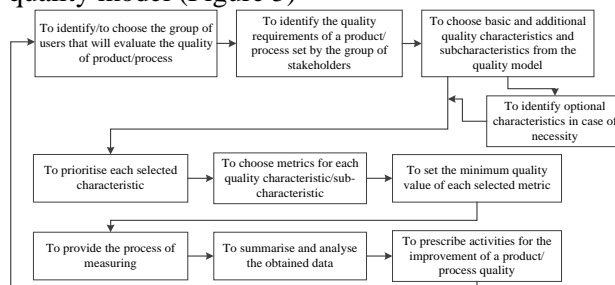 quality model (Figure 3)
To identify/to choose the group of
users that will evaluate the quality
of product/process
To identify the quality
requirements of a product/
process set by the group of
stakeholders
To choose basic and additional
quality characteristics and
subcharacteristics from the
quality model
To identify optional
characteristics in case of
necessity
To prioritise each selected
characteristic
To choose metrics for each
quality characteristic/sub-
characteristic
To set the minimum quality
value of each selected metric
To provide the process of
measuring
To summarise and analyse
the obtained data
To prescribe activities for the
improvement of a product/
process quality